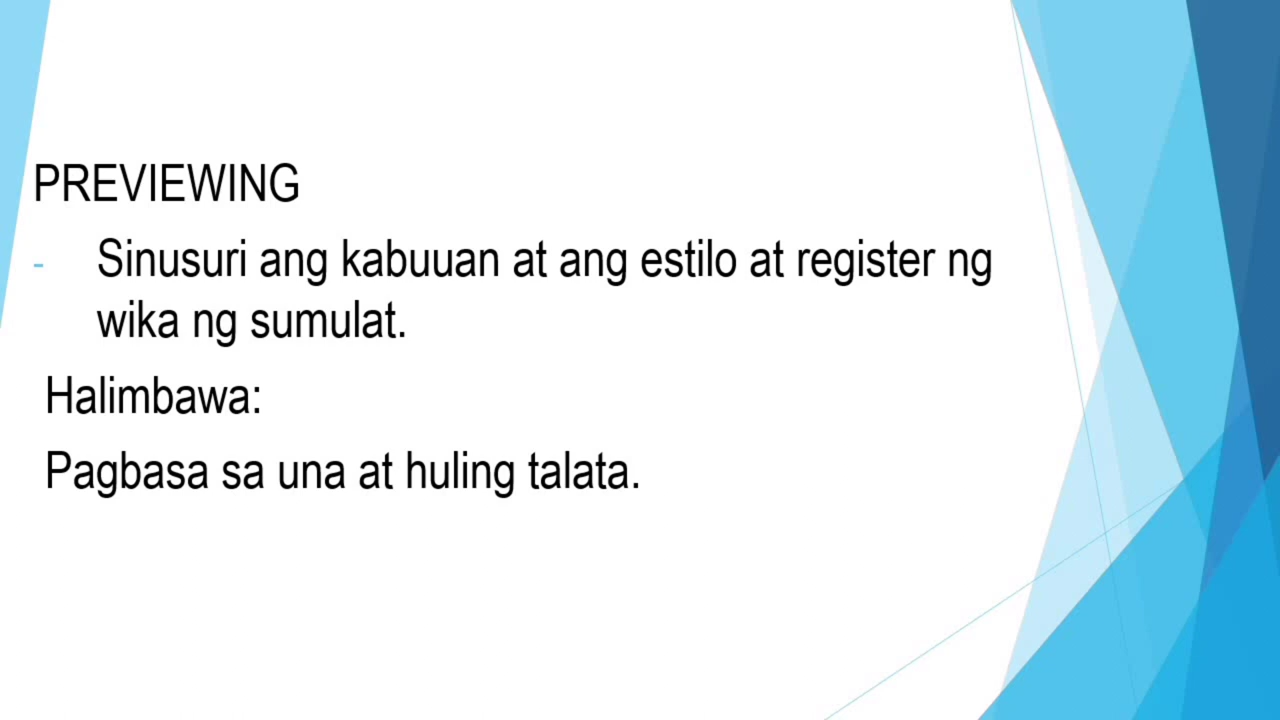 PREVIEWING
- Sinusuri ang kabuuan at ang estilo at register ng
wika ng sumulat.
Halimbawa:
Pagbasa sa una at huling talata.